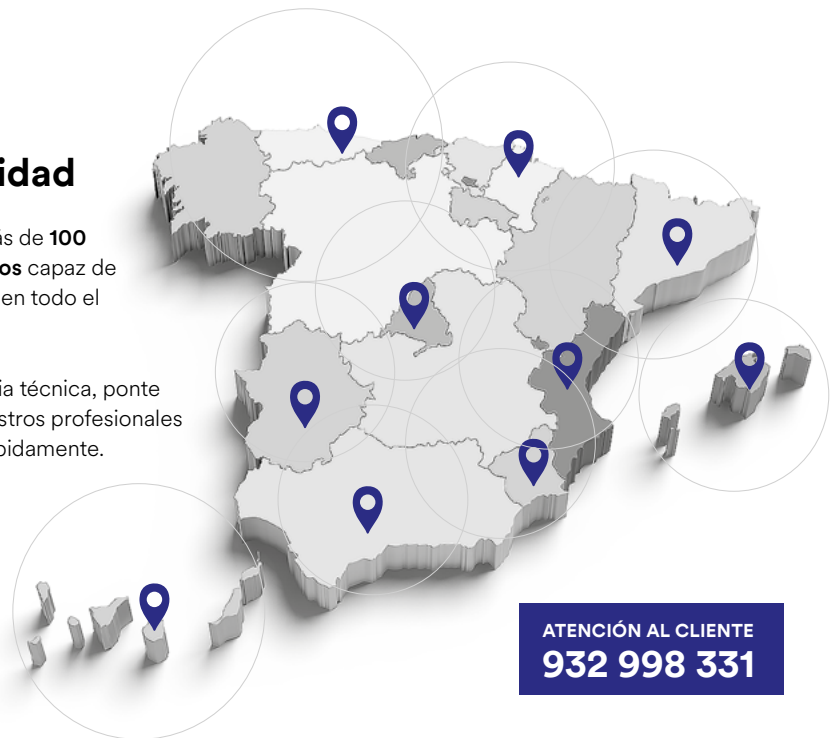 idad
ás de 100
os capaz de
en todo el
ia técnica, ponte
stros profesionales
pidamente.
ATENCIÓN AL CLIENTE
932 998 331